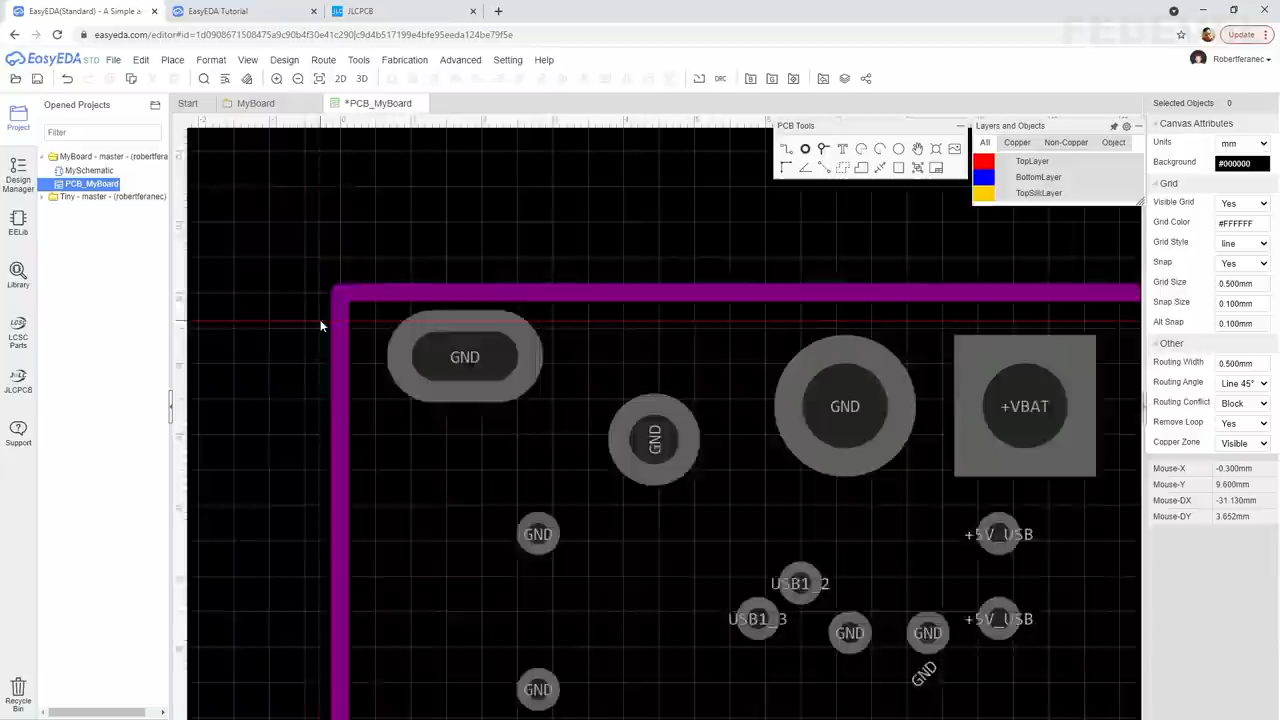 EasyEDA(Standard) - A Simple a
EasyEDA Tutorial
JLCPCB
easyeda.com/editor#id=1d0908671508475a9c90b4f30e41c290|c9d4b517199e4bfe95eeda124be79f5e
Update
EasyEDA STD
File Edit Place Format View Design Route Tools Fabrication Advanced Setting Help
Robertferanec
2D 3D
DRC
Project
Design Manager
EELib
Library
LCSC Parts
JLCPCB
Support
Recycle Bin
Opened Projects
Filter
MyBoard - master - (robertfera
MySchematic
PCB_MyBoard
Tiny - master - (robertferanec)
Start
MyBoard
*PCB_MyBoard
PCB Tools
Layers and Objects
All Copper Non-Copper Object
TopLayer
BottomLayer
TopSilkLayer
GND
GND
GND
+VBAT
GND
+5V_USB
USB1_2
USB1_3
GND
GND
+5V_USB
GND
GND
Selected Objects 0
Canvas Attributes
Units mm
Background #000000
Grid
Visible Grid Yes
Grid Color #FFFFFF
Grid Style line
Snap Yes
Grid Size 0.500mm
Snap Size 0.100mm
Alt Snap 0.100mm
Other
Routing Width 0.500mm
Routing Angle Line 45°
Routing Conflict Block
Remove Loop Yes
Copper Zone Visible
Mouse-X -0.300mm
Mouse-Y 9.600mm
Mouse-DX -31.130mm
Mouse-DY 3.652mm